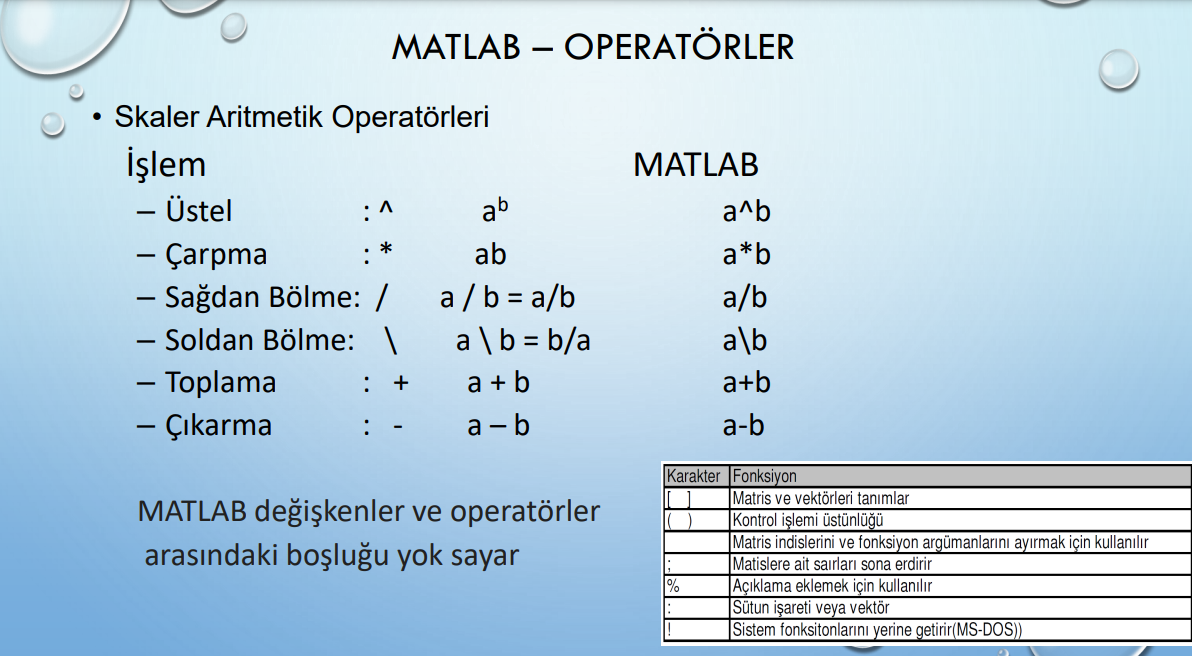 MATLAB – OPERATÖRLER
• Skaler Aritmetik Operatörleri
İşlem MATLAB
– Üstel : ^ aᵇ a^b
– Çarpma : * ab a*b
– Sağdan Bölme: / a / b = a/b a/b
– Soldan Bölme: \ a \ b = b/a a\b
– Toplama : + a + b a+b
– Çıkarma : - a – b a-b
MATLAB değişkenler ve operatörler
arasındaki boşluğu yok sayar
Karakter Fonksiyon
[ ] Matris ve vektörleri tanımlar
( ) Kontrol işlemi üstünlüğü
Matris indislerini ve fonksiyon argümanlarını ayırmak için kullanılır
; Matislere ait saırları sona erdirir
% Açıklama eklemek için kullanılır
: Sütun işareti veya vektör
! Sistem fonksitonlarını yerine getirir(MS-DOS))